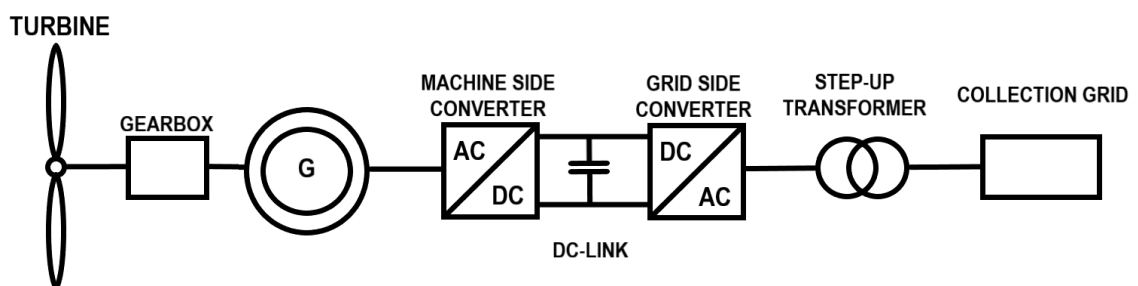 TURBINE
GEARBOX
G
MACHINE SIDE
CONVERTER
AC
DC
DC-LINK
GRID SIDE
CONVERTER
DC
AC
STEP-UP
TRANSFORMER
COLLECTION GRID